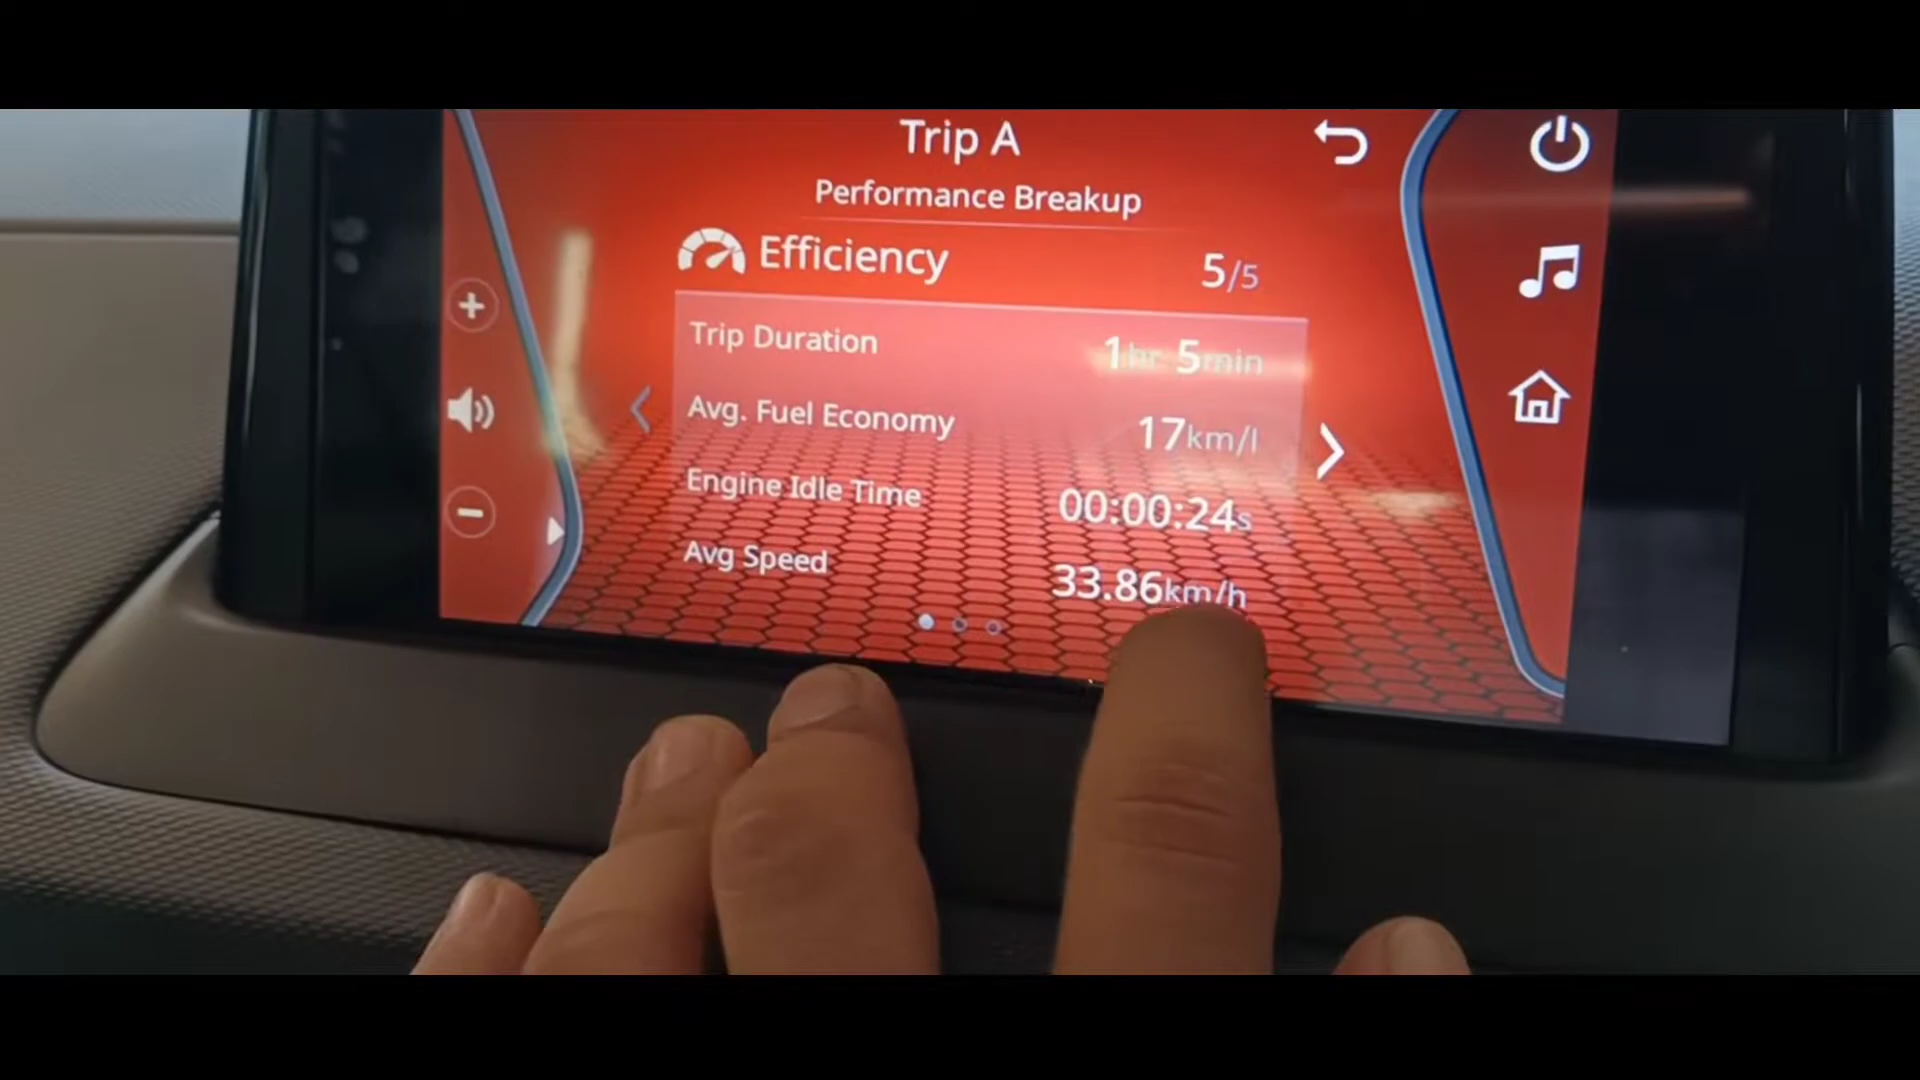 Trip A
Performance Breakup
Efficiency 5/5
Trip Duration 1hr 5min
Avg. Fuel Economy 17km/l
Engine Idle Time 00:00:24s
Avg Speed 33.86km/h